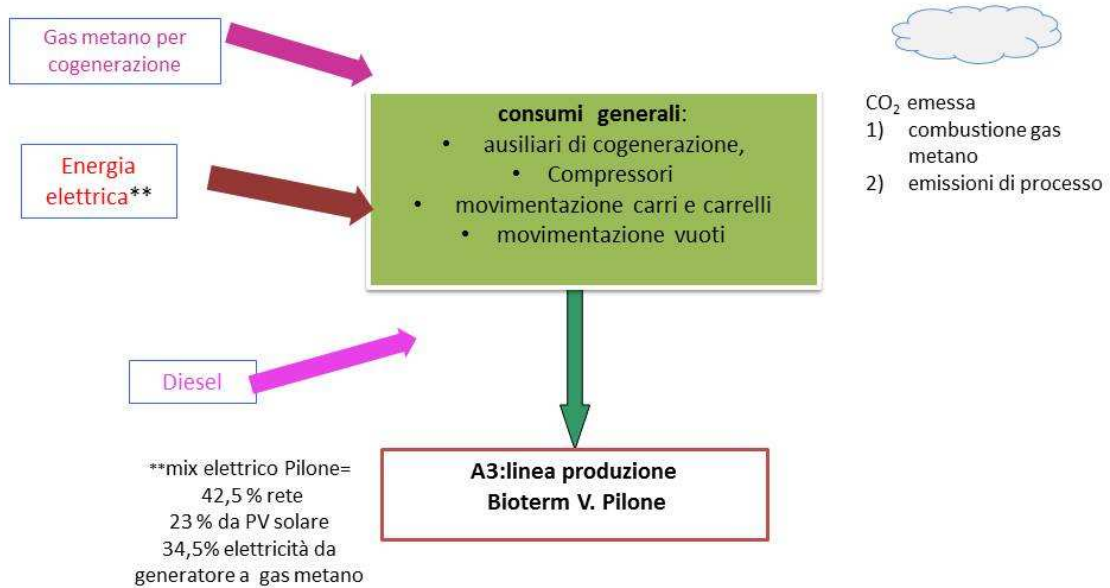 Gas metano per
cogenerazione
Energia
elettrica**
Diesel
consumi generali:
• ausiliari di cogenerazione,
• Compressori
• movimentazione carri e carrelli
• movimentazione vuoti
CO₂ emessa
1) combustione gas
metano
2) emissioni di processo
**mix elettrico Pilone=
42,5 % rete
23 % da PV solare
34,5% elettricità da
generatore a gas metano
A3:linea produzione
Bioterm V. Pilone